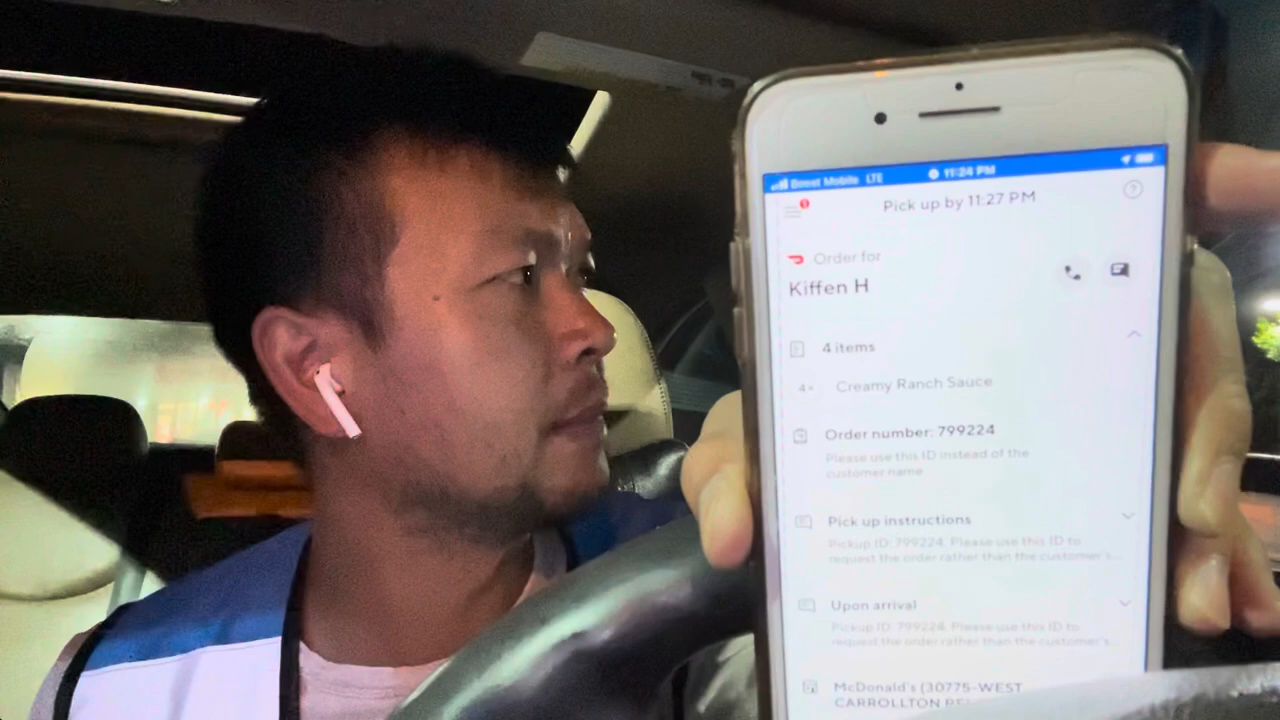 Boost Mobile LTE 11:24 PM
Pick up by 11:27 PM
?
1
Order for
Kiffen H
4 items
4× Creamy Ranch Sauce
Order number: 799224
Please use this ID instead of the
customer name
Pick up instructions
Pickup ID: 799224. Please use this ID to
request the order rather than the customer's...
Upon arrival
Pickup ID: 799224. Please use this ID to
request the order rather than the customer's...
McDonald's (30775-WEST
CARROLLTON